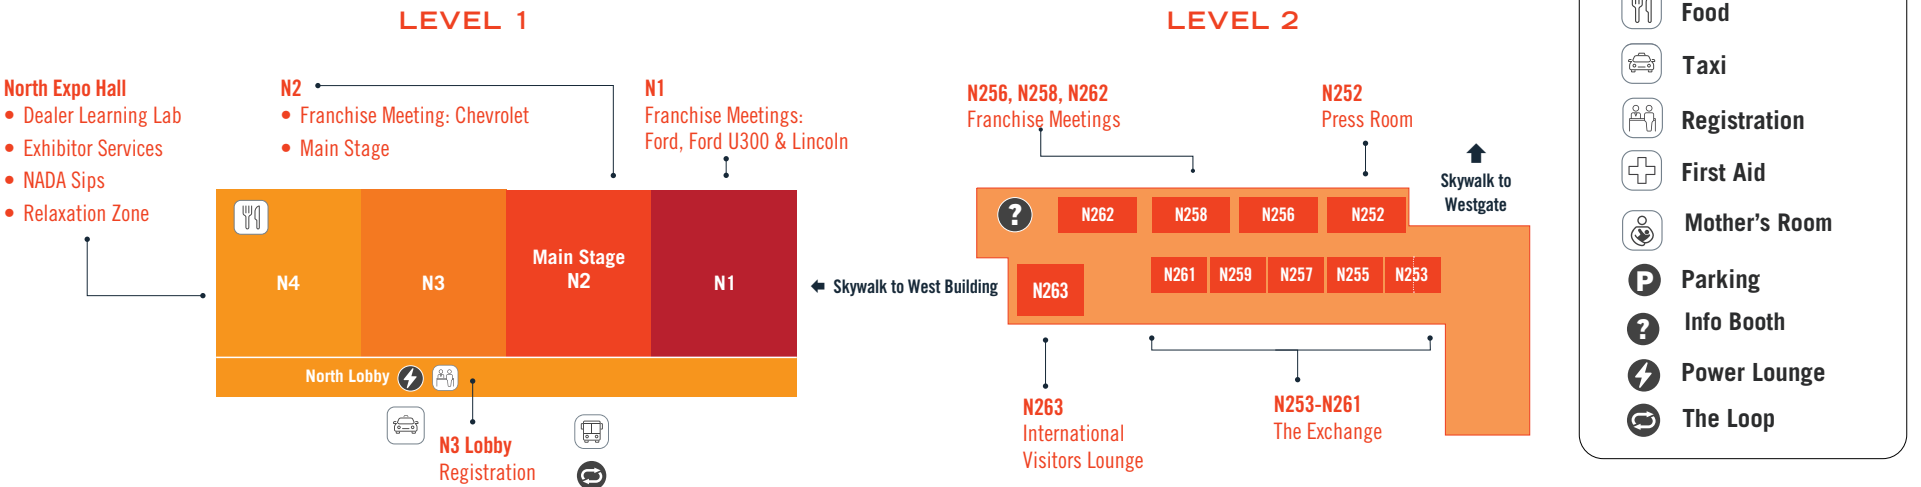 LEVEL 1
North Expo Hall
• Dealer Learning Lab
• Exhibitor Services
• NADA Sips
• Relaxation Zone
N2
• Franchise Meeting: Chevrolet
• Main Stage
N1
Franchise Meetings:
Ford, Ford U300 & Lincoln
N4
N3
Main Stage
N2
N1
North Lobby
N3 Lobby
Registration
Skywalk to West Building
LEVEL 2
N256, N258, N262
Franchise Meetings
N252
Press Room
Skywalk to
Westgate
?
N262
N258
N256
N252
N263
N261
N259
N257
N255
N253
N263
International
Visitors Lounge
N253-N261
The Exchange
Food
Taxi
Registration
First Aid
Mother's Room
P Parking
? Info Booth
Power Lounge
The Loop